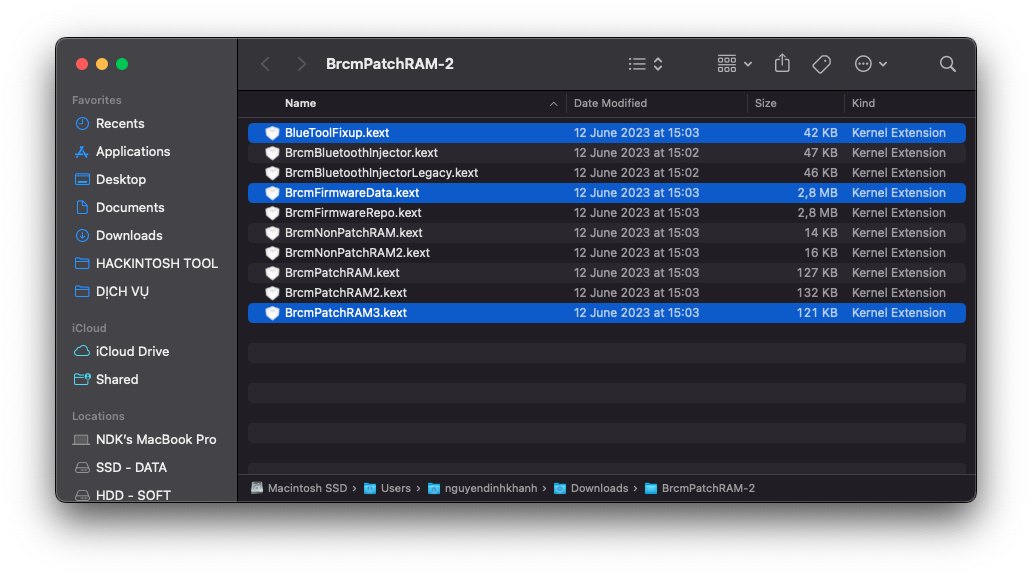 BrcmPatchRAM-2
Favorites
Recents
Applications
Desktop
Documents
Downloads
HACKINTOSH TOOL
DỊCH VỤ
iCloud
iCloud Drive
Shared
Locations
NDK's MacBook Pro
SSD - DATA
HDD - SOFT
Name Date Modified Size Kind
BlueToolFixup.kext 12 June 2023 at 15:03 42 KB Kernel Extension
BrcmBluetoothInjector.kext 12 June 2023 at 15:02 47 KB Kernel Extension
BrcmBluetoothInjectorLegacy.kext 12 June 2023 at 15:02 46 KB Kernel Extension
BrcmFirmwareData.kext 12 June 2023 at 15:03 2,8 MB Kernel Extension
BrcmFirmwareRepo.kext 12 June 2023 at 15:03 2,8 MB Kernel Extension
BrcmNonPatchRAM.kext 12 June 2023 at 15:03 14 KB Kernel Extension
BrcmNonPatchRAM2.kext 12 June 2023 at 15:03 16 KB Kernel Extension
BrcmPatchRAM.kext 12 June 2023 at 15:03 127 KB Kernel Extension
BrcmPatchRAM2.kext 12 June 2023 at 15:03 132 KB Kernel Extension
BrcmPatchRAM3.kext 12 June 2023 at 15:03 121 KB Kernel Extension
Macintosh SSD › Users › nguyendinhkhanh › Downloads › BrcmPatchRAM-2